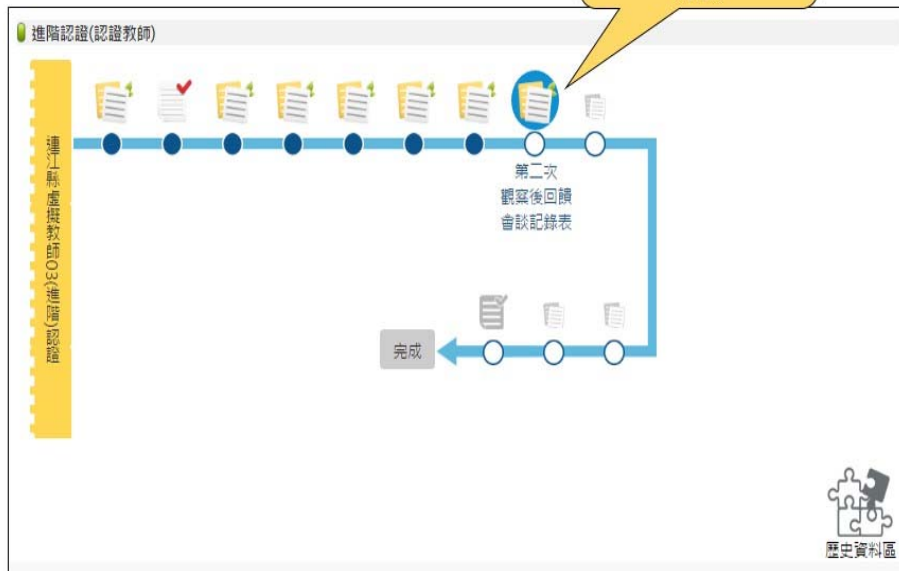 進階認證(認證教師)
連江縣虛擬教師03(進階)認證
第二次
觀察後回饋
會談記錄表
完成
歷史資料區